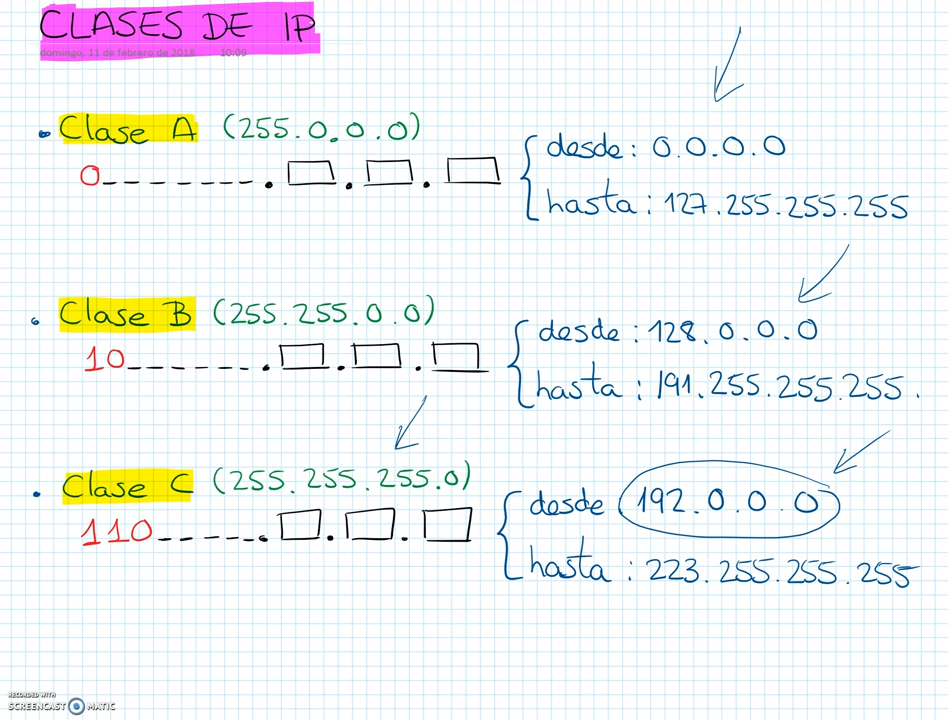 CLASES DE IP
domingo, 11 de febrero de 2018 10:09
• Clase A (255.0.0.0)
0_______.
desde: 0.0.0.0
hasta: 127.255.255.255
• Clase B (255.255.0.0)
10______.
desde: 128.0.0.0
hasta: 191.255.255.255.
• Clase C (255.255.255.0)
110_____.
desde 192.0.0.0
hasta: 223.255.255.255
RECORDED WITH
SCREENCAST MATIC